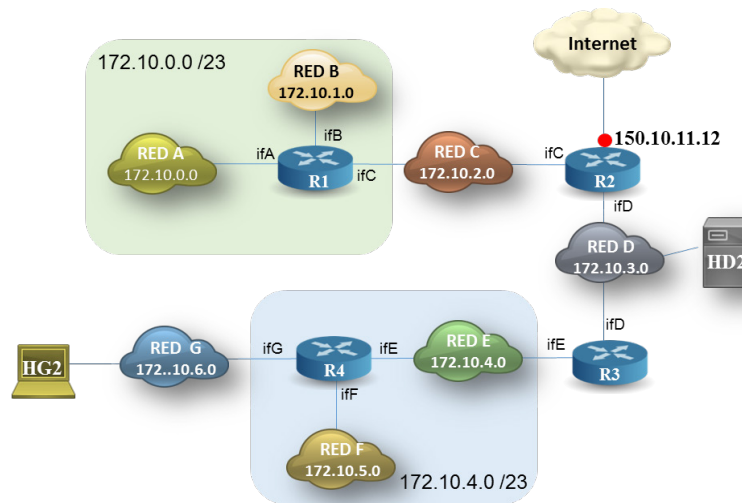 Internet
172.10.0.0 /23
RED B
172.10.1.0
150.10.11.12
ifB
RED A
172.10.0.0
ifA
R1
ifC
RED C
172.10.2.0
ifC
R2
ifD
RED D
172.10.3.0
HD2
ifD
RED G
172..10.6.0
ifG
R4
ifE
RED E
172.10.4.0
ifE
R3
HG2
ifF
RED F
172.10.5.0
172.10.4.0 /23